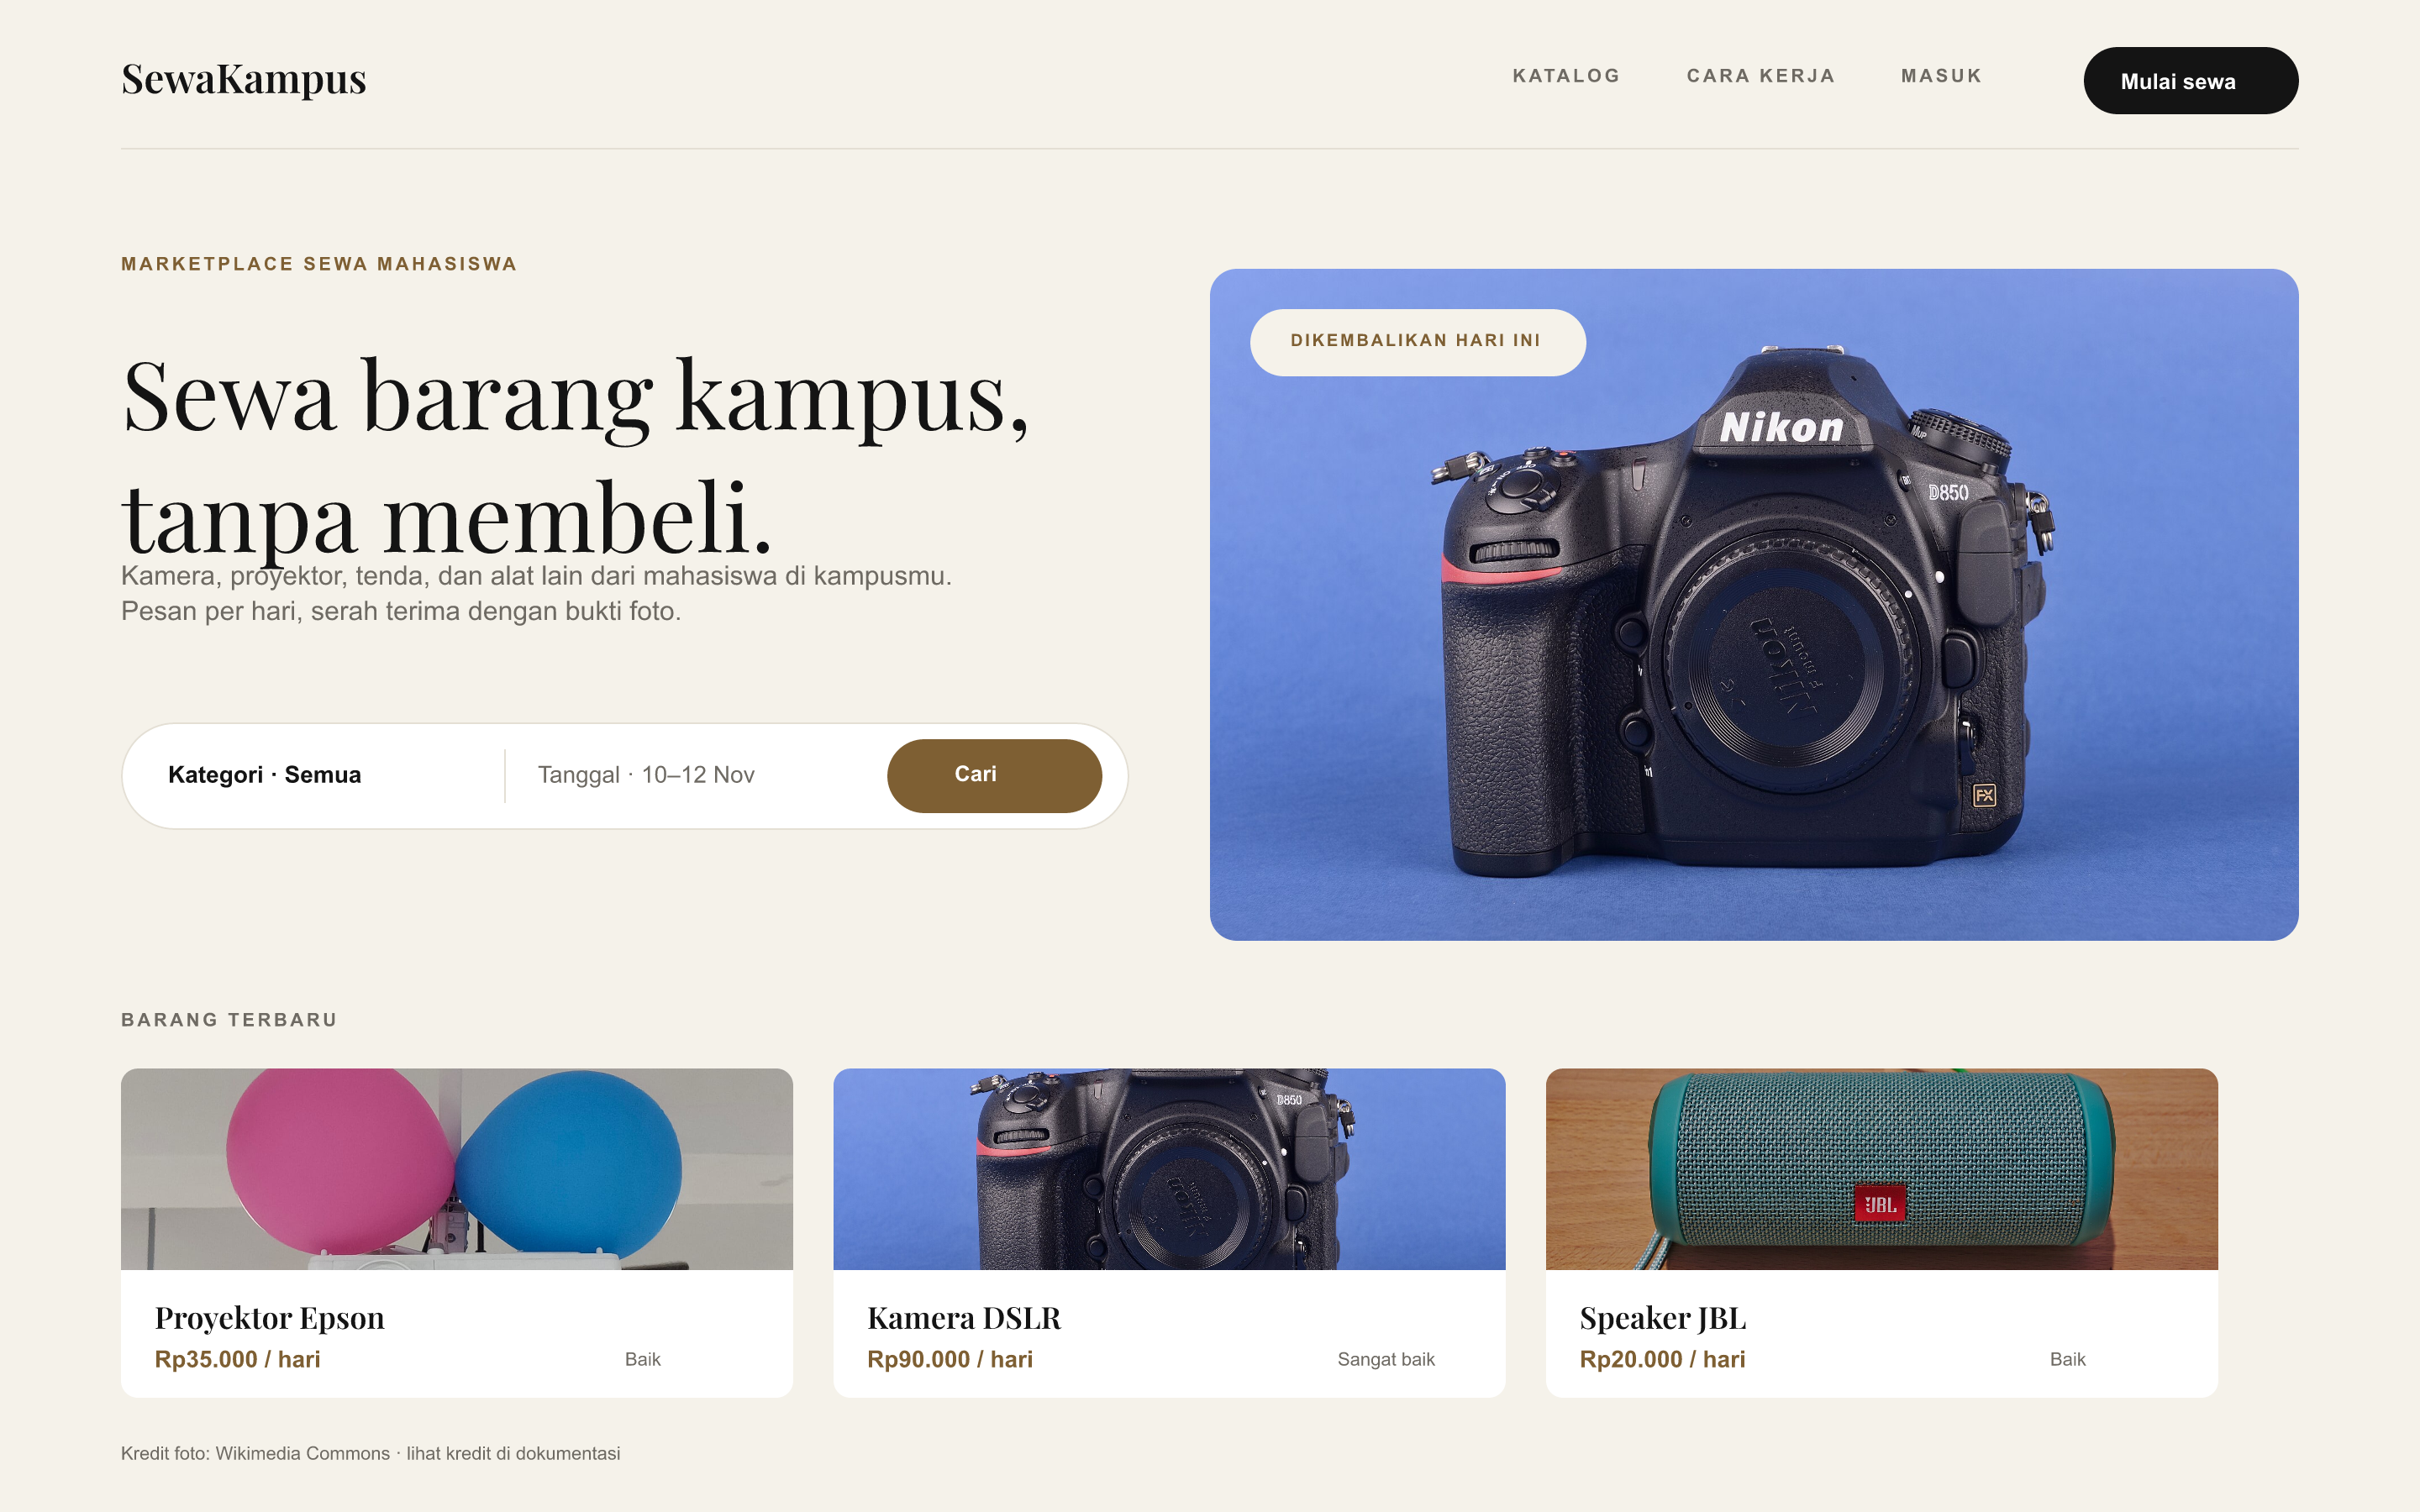 SewaKampus
KATALOG
CARA KERJA
MASUK
Mulai sewa
MARKETPLACE SEWA MAHASISWA
Sewa barang kampus,
tanpa membeli.
Kamera, proyektor, tenda, dan alat lain dari mahasiswa di kampusmu.
Pesan per hari, serah terima dengan bukti foto.
Kategori · Semua
Tanggal · 10–12 Nov
Cari
DIKEMBALIKAN HARI INI
Nikon
D850
Nikon
FX
BARANG TERBARU
D850
Nikon
JBL
Proyektor Epson
Rp35.000 / hari
Baik
Kamera DSLR
Rp90.000 / hari
Sangat baik
Speaker JBL
Rp20.000 / hari
Baik
Kredit foto: Wikimedia Commons · lihat kredit di dokumentasi